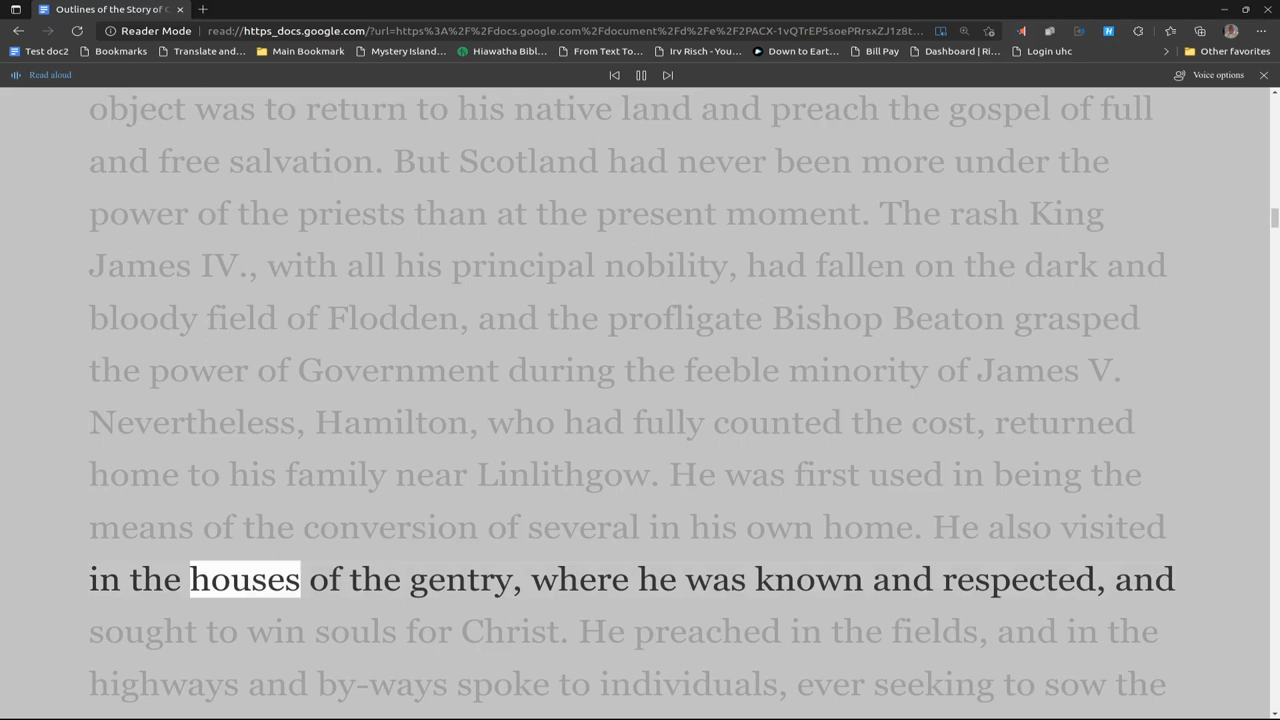 Outlines of the Story of C
Reader Mode
read://https_docs.google.com/?url=https%3A%2F%2Fdocs.google.com%2Fdocument%2Fd%2Fe%2F2PACX-1vQTrEP5soePRrsxZJ1z8t...
Test doc2
Bookmarks
Translate and...
Main Bookmark
Mystery Island...
Hiawatha Bibl...
From Text To...
Irv Risch - You...
Down to Eart...
Bill Pay
Dashboard | Ri...
Login uhc
Other favorites
Read aloud
Voice options
object was to return to his native land and preach the gospel of full
and free salvation. But Scotland had never been more under the
power of the priests than at the present moment. The rash King
James IV., with all his principal nobility, had fallen on the dark and
bloody field of Flodden, and the profligate Bishop Beaton grasped
the power of Government during the feeble minority of James V.
Nevertheless, Hamilton, who had fully counted the cost, returned
home to his family near Linlithgow. He was first used in being the
means of the conversion of several in his own home. He also visited
in the houses of the gentry, where he was known and respected, and
sought to win souls for Christ. He preached in the fields, and in the
highways and by-ways spoke to individuals, ever seeking to sow the